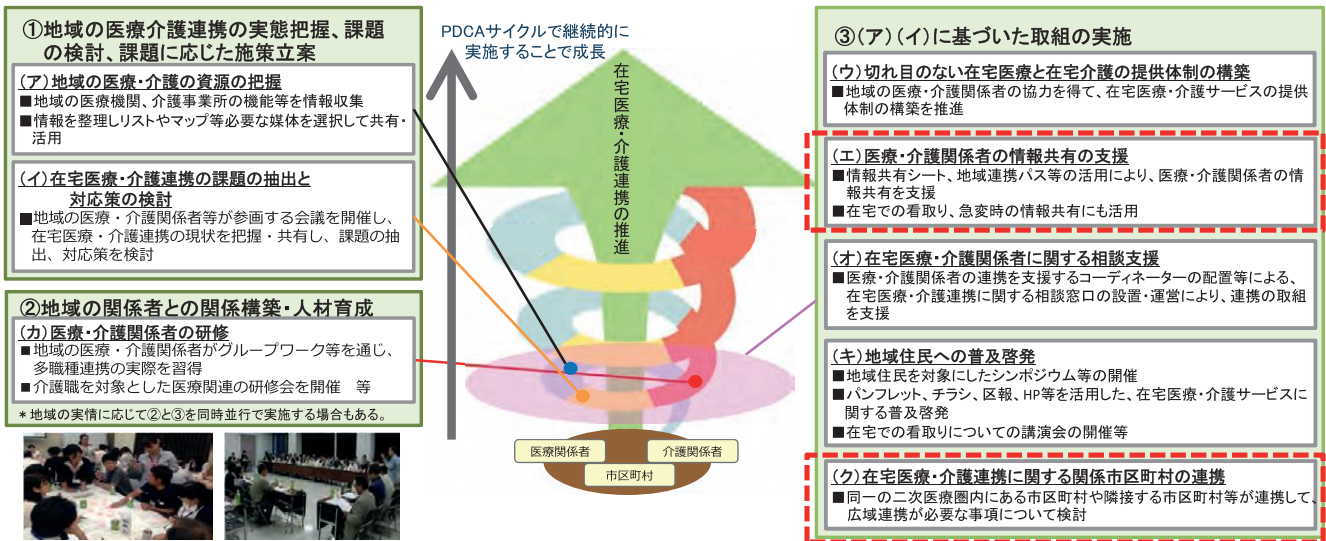 ①地域の医療介護連携の実態把握、課題
の検討、課題に応じた施策立案
(ア)地域の医療・介護の資源の把握
■地域の医療機関、介護事業所の機能等を情報収集
■情報を整理しリストやマップ等必要な媒体を選択して共有・
活用
(イ)在宅医療・介護連携の課題の抽出と
対応策の検討
■地域の医療・介護関係者等が参画する会議を開催し、
在宅医療・介護連携の現状を把握・共有し、課題の抽
出、対応策を検討
②地域の関係者との関係構築・人材育成
(カ)医療・介護関係者の研修
■地域の医療・介護関係者がグループワーク等を通じ、
多職種連携の実際を習得
■介護職を対象とした医療関連の研修会を開催　等
＊地域の実情に応じて②と③を同時並行で実施する場合もある。
PDCAサイクルで継続的に
実施することで成長
在宅医療・介護連携の推進
医療関係者
介護関係者
市区町村
③(ア)(イ)に基づいた取組の実施
(ウ)切れ目のない在宅医療と在宅介護の提供体制の構築
■地域の医療・介護関係者の協力を得て、在宅医療・介護サービスの提供
体制の構築を推進
(エ)医療・介護関係者の情報共有の支援
■情報共有シート、地域連携パス等の活用により、医療・介護関係者の情
報共有を支援
■在宅での看取り、急変時の情報共有にも活用
(オ)在宅医療・介護関係者に関する相談支援
■医療・介護関係者の連携を支援するコーディネーターの配置等による、
在宅医療・介護連携に関する相談窓口の設置・運営により、連携の取組
を支援
(キ)地域住民への普及啓発
■地域住民を対象にしたシンポジウム等の開催
■パンフレット、チラシ、区報、HP等を活用した、在宅医療・介護サービスに
関する普及啓発
■在宅での看取りについての講演会の開催等
(ク)在宅医療・介護連携に関する関係市区町村の連携
■同一の二次医療圏内にある市区町村や隣接する市区町村等が連携して、
広域連携が必要な事項について検討